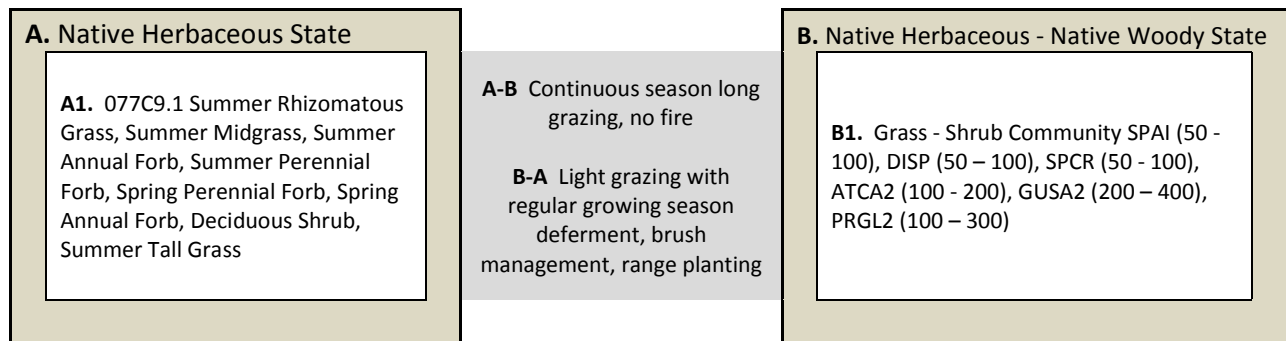 A. Native Herbaceous State
A1. 077C9.1 Summer Rhizomatous
Grass, Summer Midgrass, Summer
Annual Forb, Summer Perennial
Forb, Spring Perennial Forb, Spring
Annual Forb, Deciduous Shrub,
Summer Tall Grass
A-B Continuous season long
grazing, no fire
B-A Light grazing with
regular growing season
deferment, brush
management, range planting
B. Native Herbaceous - Native Woody State
B1. Grass - Shrub Community SPAI (50 -
100), DISP (50 – 100), SPCR (50 - 100),
ATCA2 (100 - 200), GUSA2 (200 – 400),
PRGL2 (100 – 300)